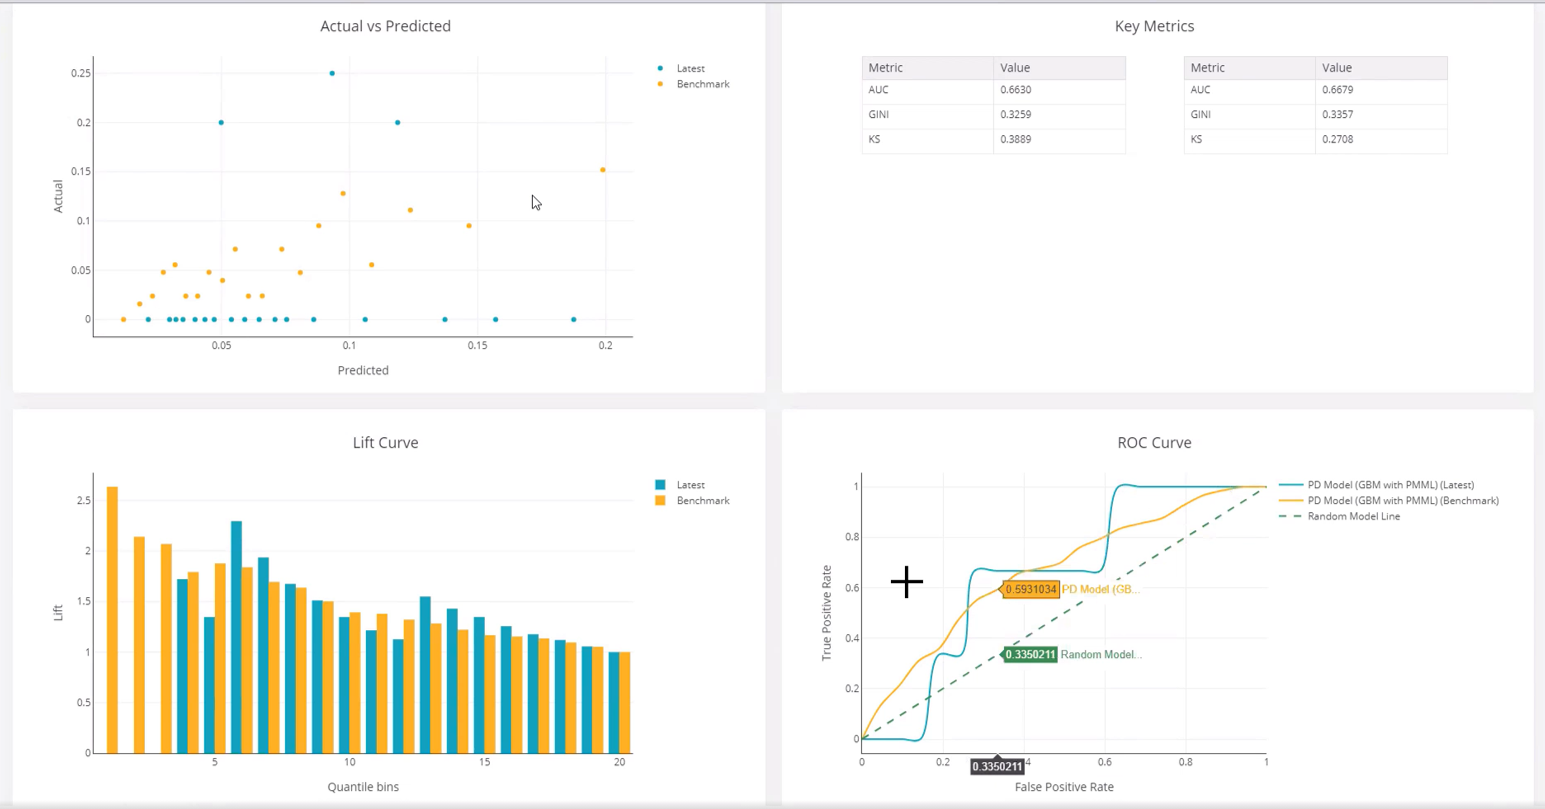 Actual vs Predicted
0.25
0.2
0.15
0.1
0.05
0
Actual
0.05
0.1
0.15
0.2
Predicted
Latest
Benchmark
Key Metrics
Metric Value
AUC 0.6630
GINI 0.3259
KS 0.3889
Metric Value
AUC 0.6679
GINI 0.3357
KS 0.2708
Lift Curve
2.5
2
1.5
1
0.5
0
Lift
5
10
15
20
Quantile bins
Latest
Benchmark
ROC Curve
1
0.8
0.6
0.4
0.2
0
True Positive Rate
0.5931034 PD Model (GB...
0.3350211 Random Model...
0
0.2
0.3350211
4
0.6
0.8
1
False Positive Rate
PD Model (GBM with PMML) (Latest)
PD Model (GBM with PMML) (Benchmark)
Random Model Line